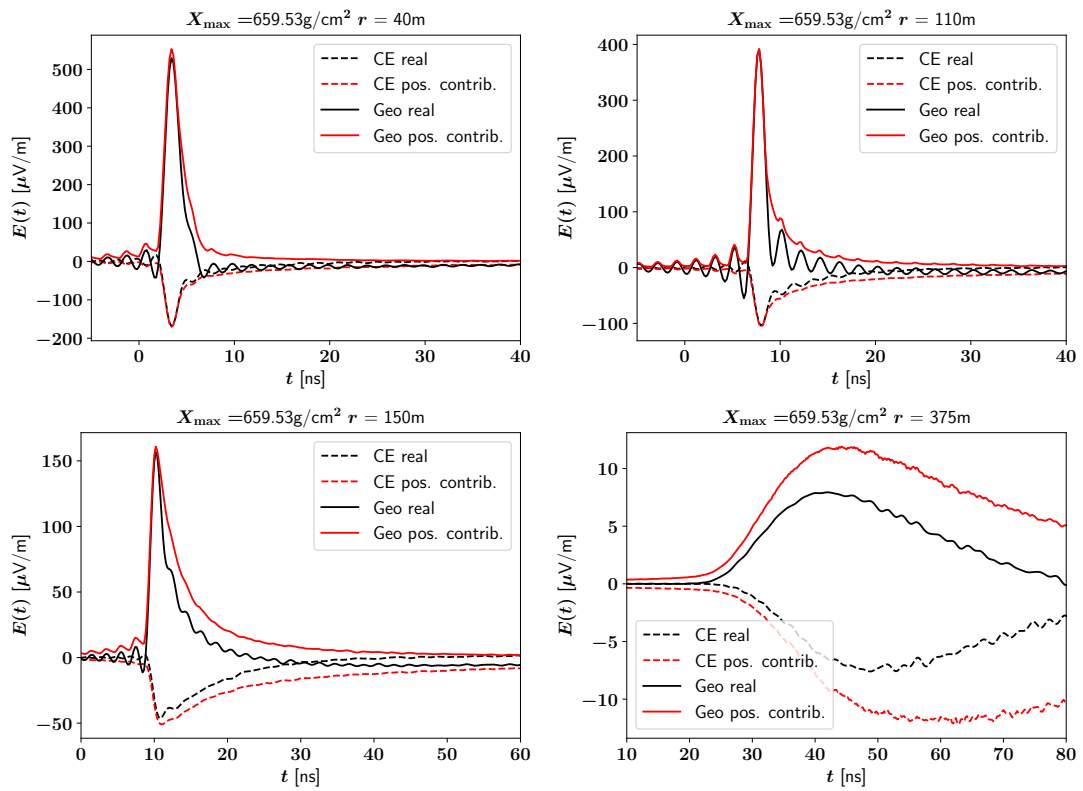 X_max =659.53g/cm² r = 40m
E(t) [μV/m]
500
400
300
200
100
0
−100
−200
CE real
CE pos. contrib.
Geo real
Geo pos. contrib.
0 10 20 30 40
t [ns]
X_max =659.53g/cm² r = 110m
E(t) [μV/m]
400
300
200
100
0
−100
CE real
CE pos. contrib.
Geo real
Geo pos. contrib.
0 10 20 30 40
t [ns]
X_max =659.53g/cm² r = 150m
E(t) [μV/m]
150
100
50
0
−50
CE real
CE pos. contrib.
Geo real
Geo pos. contrib.
0 10 20 30 40 50 60
t [ns]
X_max =659.53g/cm² r = 375m
E(t) [μV/m]
10
5
0
−5
−10
CE real
CE pos. contrib.
Geo real
Geo pos. contrib.
10 20 30 40 50 60 70 80
t [ns]